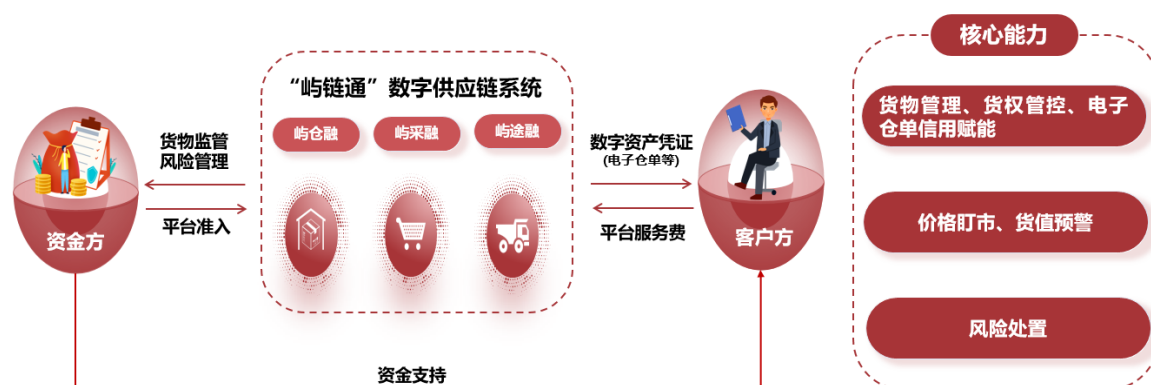 核心能力
“屿链通”数字供应链系统
屿仓融
屿采融
屿途融
货物监管
风险管理
平台准入
资金方
数字资产凭证
(电子仓单等)
平台服务费
客户方
货物管理、货权管控、电子
仓单信用赋能
价格盯市、货值预警
风险处置
资金支持